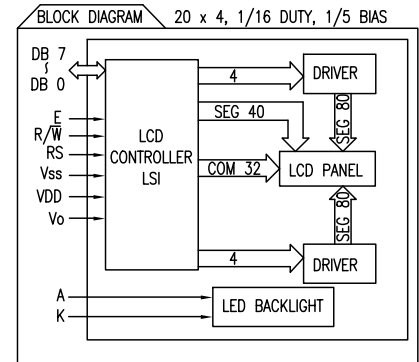 BLOCK DIAGRAM 20 x 4, 1/16 DUTY, 1/5 BIAS
DB 7
~
DB 0
E
R/W̅
RS
Vss
VDD
Vo
A
K
LCD
CONTROLLER
LSI
4
SEG 40
COM 32
4
DRIVER
SEG 80
LCD PANEL
SEG 80
DRIVER
LED BACKLIGHT